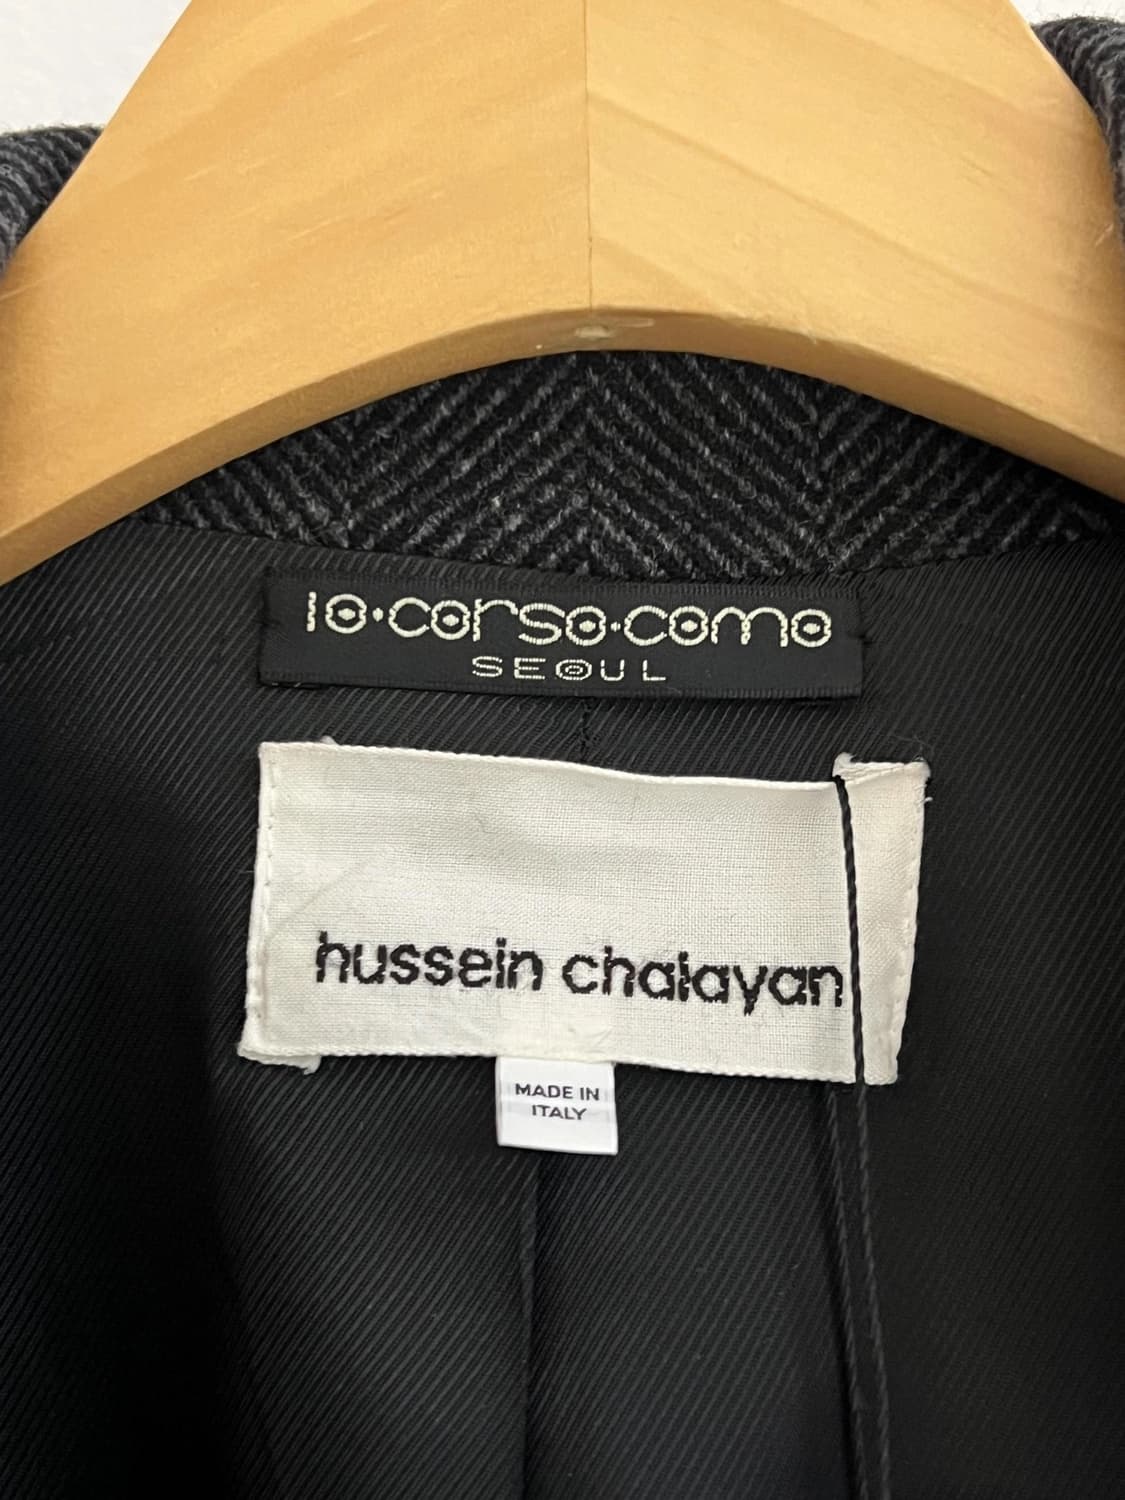 10·corso·como
SEOUL
hussein chalayan
MADE IN
ITALY